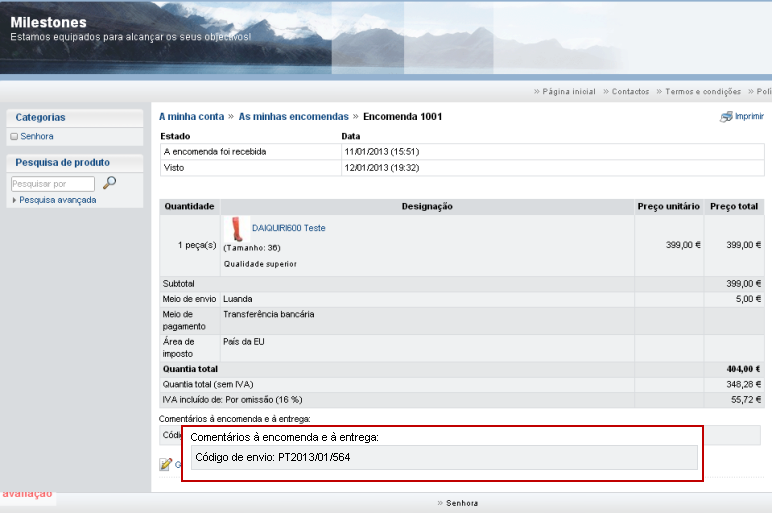 Milestones
Estamos equipados para alcançar os seus objectivos!
» Página inicial » Contactos » Termos e condições » Polí
Categorias
Senhora
Pesquisa de produto
Pesquisar por
Pesquisa avançada
A minha conta » As minhas encomendas » Encomenda 1001
Imprimir
Estado Data
A encomenda foi recebida 11/01/2013 (15:51)
Visto 12/01/2013 (19:32)
Quantidade Designação Preço unitário Preço total
1 peça(s) DAIQUIRI600 Teste 399,00 € 399,00 €
(Tamanho: 36)
Qualidade superior
Subtotal 399,00 €
Meio de envio Luanda 5,00 €
Meio de pagamento Transferência bancária
Área de imposto País da EU
Quantia total 404,00 €
Quantia total (sem IVA) 348,28 €
IVA incluído de: Por omissão (16 %) 55,72 €
Comentários à encomenda e à entrega:
Comentários à encomenda e à entrega:
Código de envio: PT2013/01/564
avaliação
» Senhora